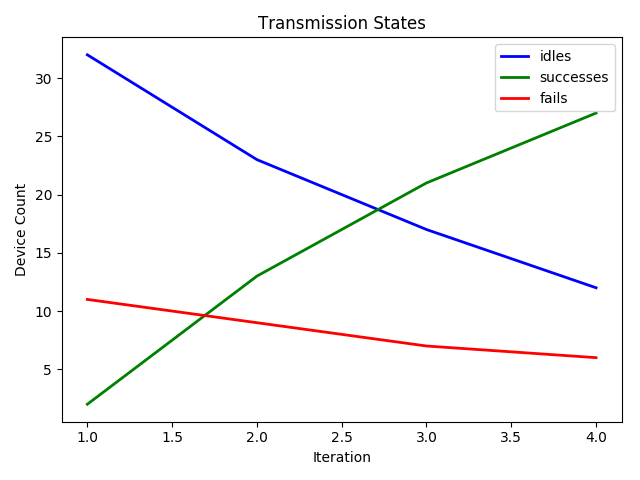 Transmission States
idles
successes
fails
Device Count
30
25
20
15
10
5
1.0 1.5 2.0 2.5 3.0 3.5 4.0
Iteration